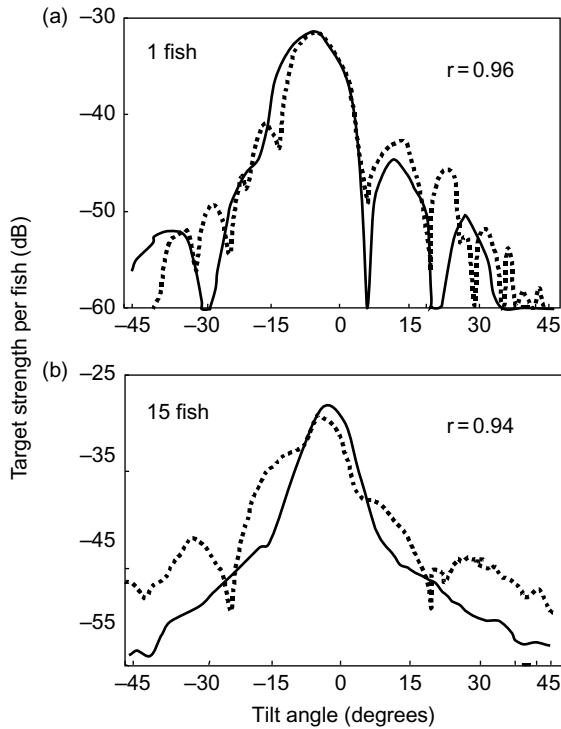 (a)
−30
1 fish
r = 0.96
−40
−50
−60
−45
−30
−15
0
15
30
45
Target strength per fish (dB)
(b)
−25
15 fish
r = 0.94
−35
−45
−55
−45
−30
−15
0
15
30
45
Tilt angle (degrees)